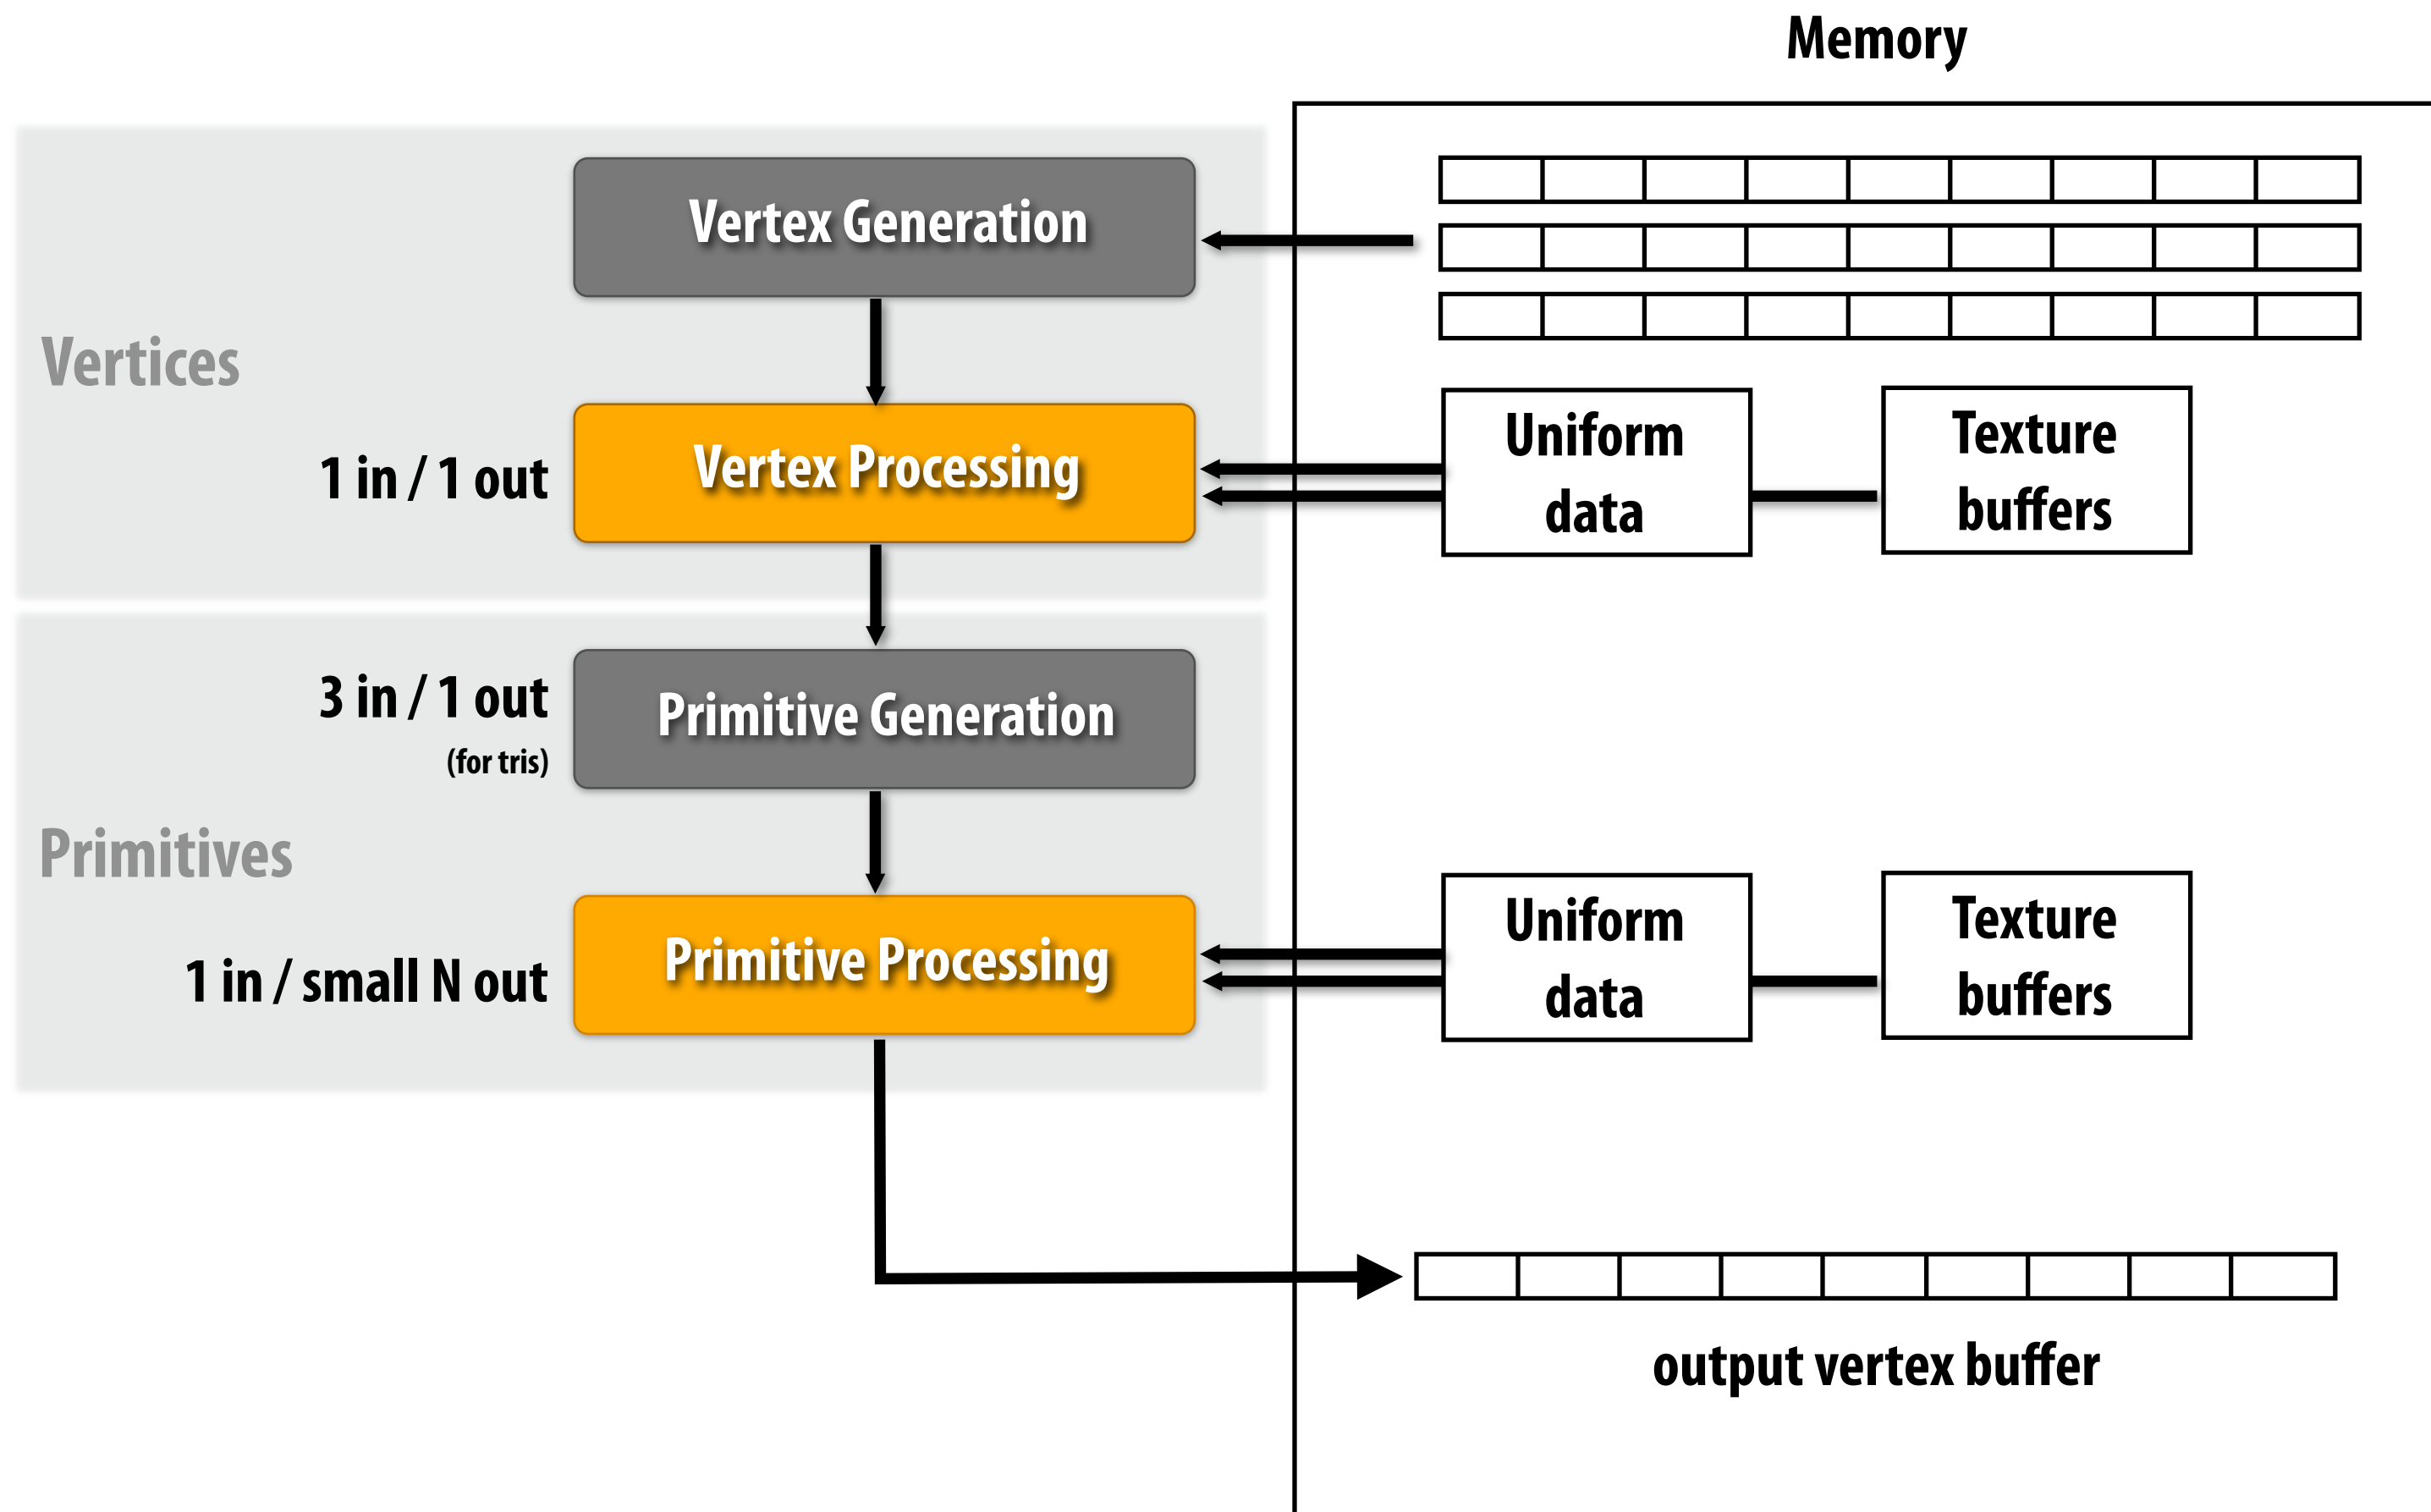 Memory
Vertex Generation
Vertices
Vertex Processing
1 in / 1 out
Uniform
data
Texture
buffers
3 in / 1 out
(for tris)
Primitive Generation
Primitives
1 in / small N out
Primitive Processing
Uniform
data
Texture
buffers
output vertex buffer